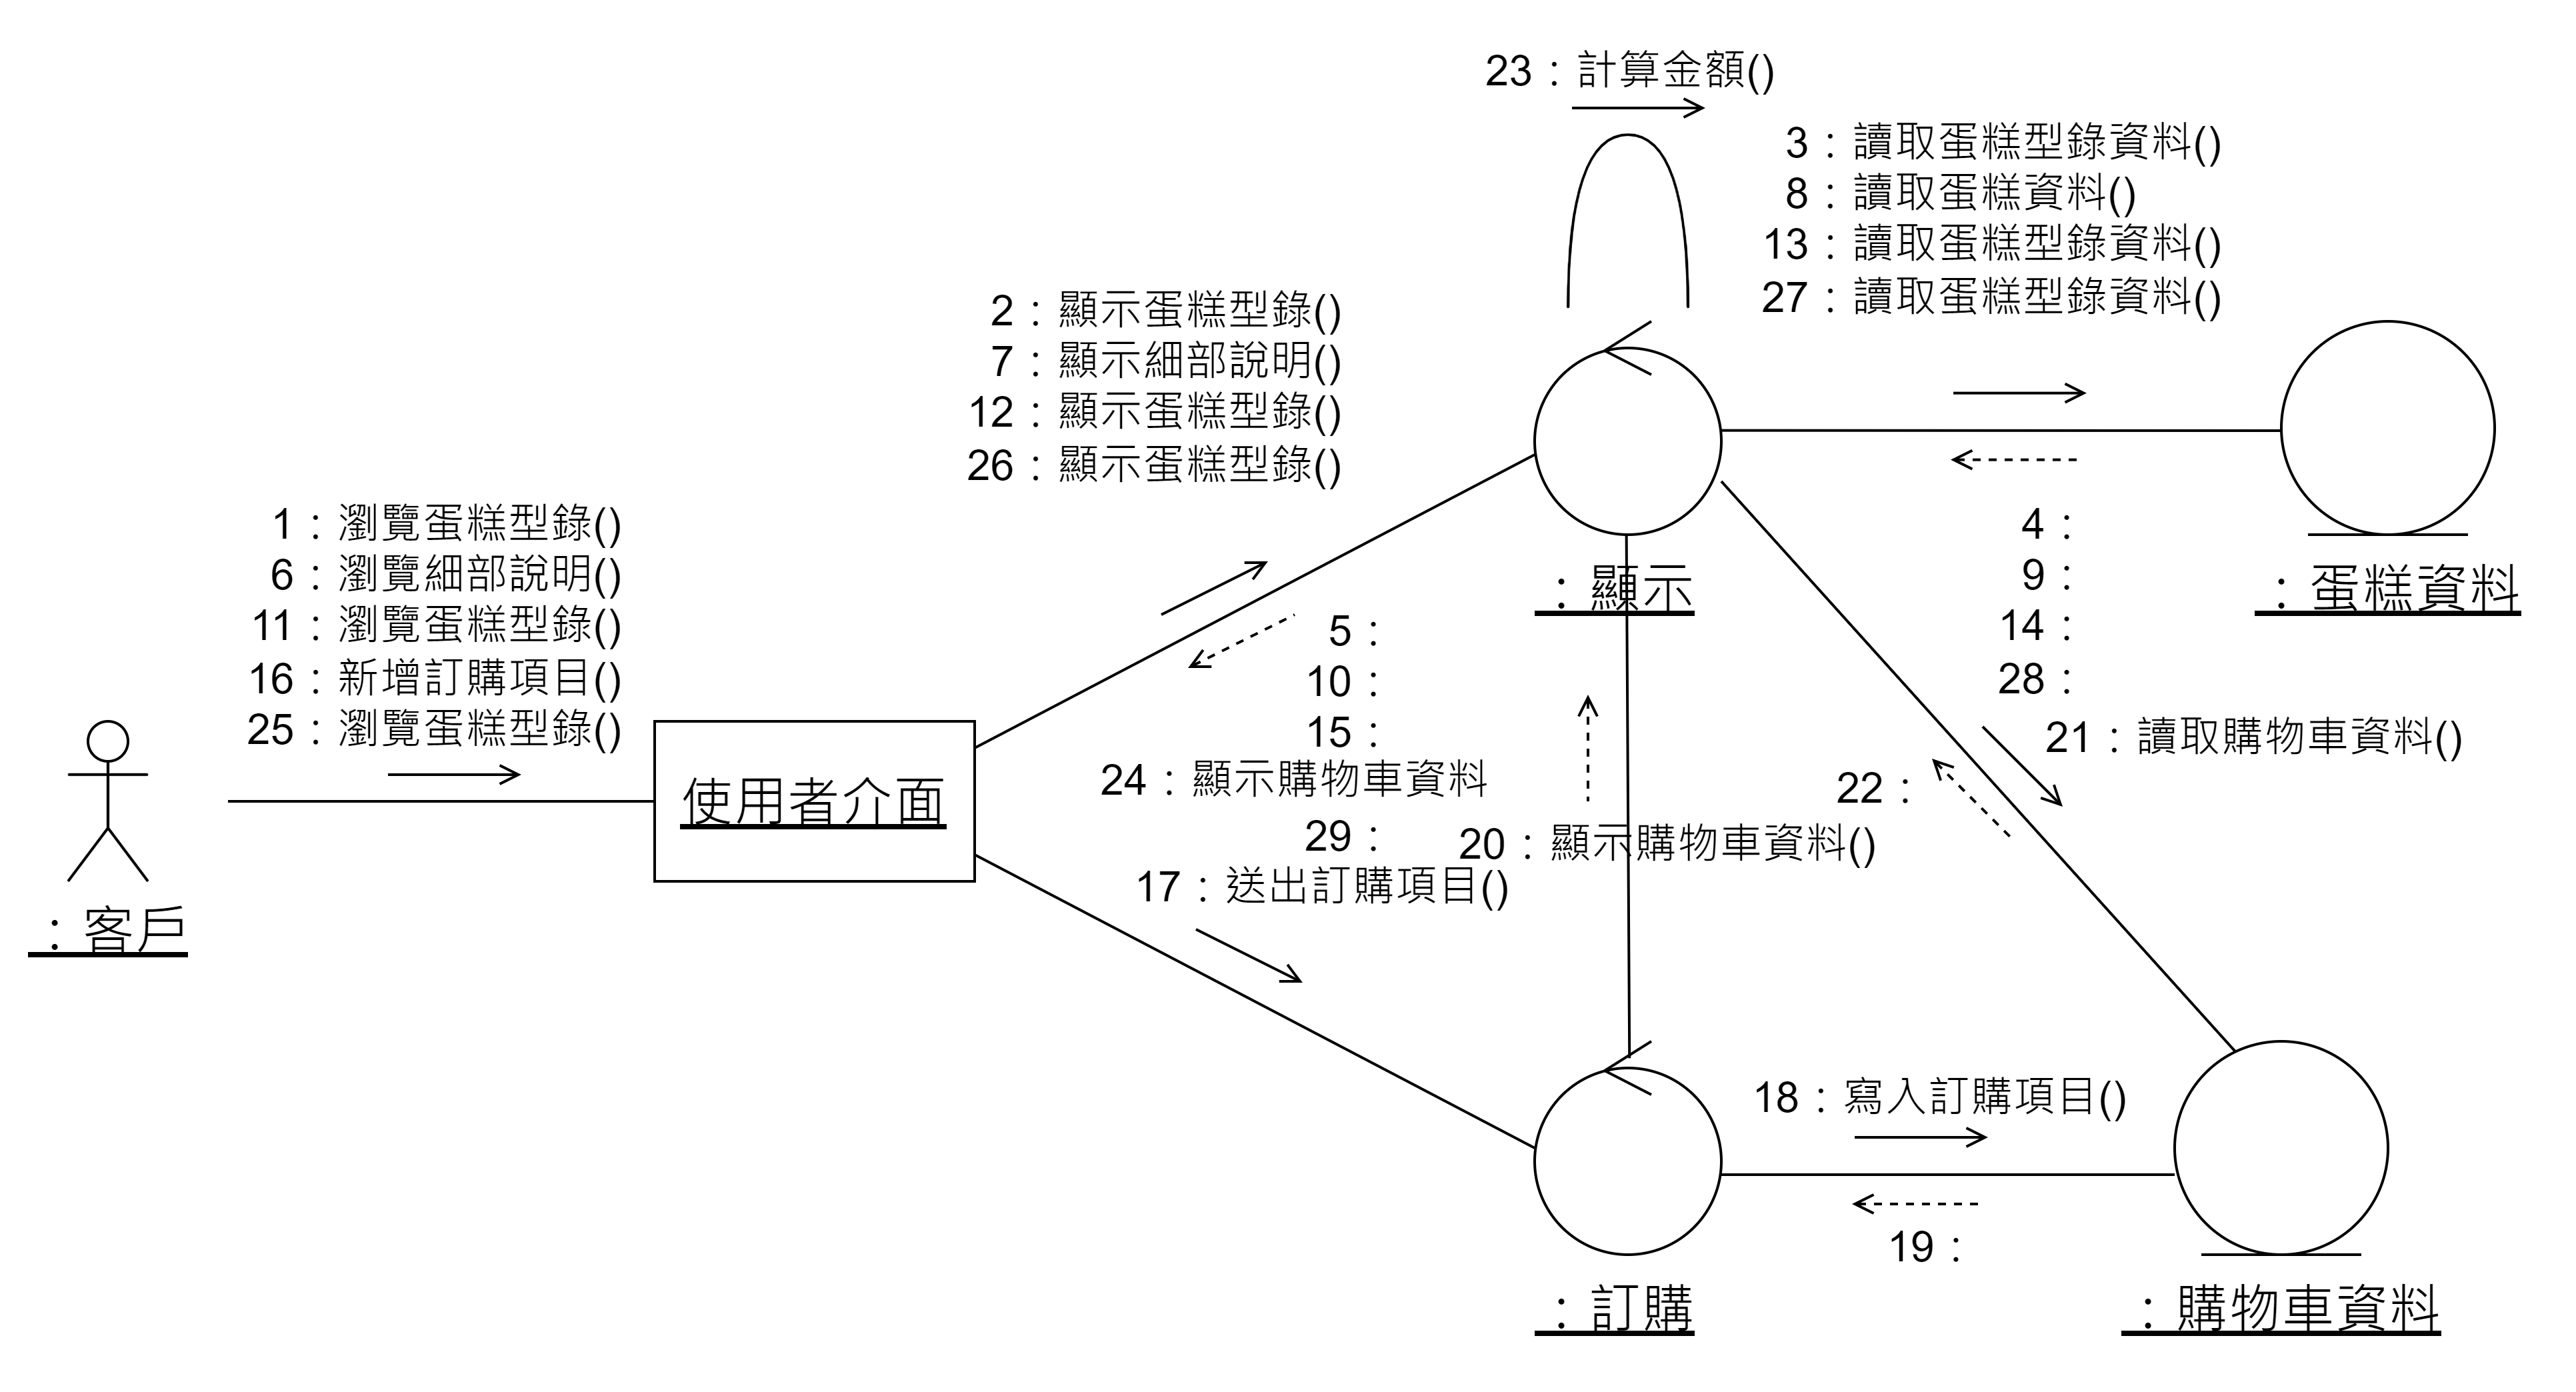 23：計算金額()
3：讀取蛋糕型錄資料()
8：讀取蛋糕資料()
13：讀取蛋糕型錄資料()
27：讀取蛋糕型錄資料()
2：顯示蛋糕型錄()
7：顯示細部說明()
12：顯示蛋糕型錄()
26：顯示蛋糕型錄()
1：瀏覽蛋糕型錄()
6：瀏覽細部說明()
11：瀏覽蛋糕型錄()
16：新增訂購項目()
25：瀏覽蛋糕型錄()
4：
9：
14：
28：
：顯示
：蛋糕資料
5：
10：
15：
24：顯示購物車資料
29：
21：讀取購物車資料()
22：
20：顯示購物車資料()
使用者介面
17：送出訂購項目()
：客戶
18：寫入訂購項目()
19：
：訂購
：購物車資料